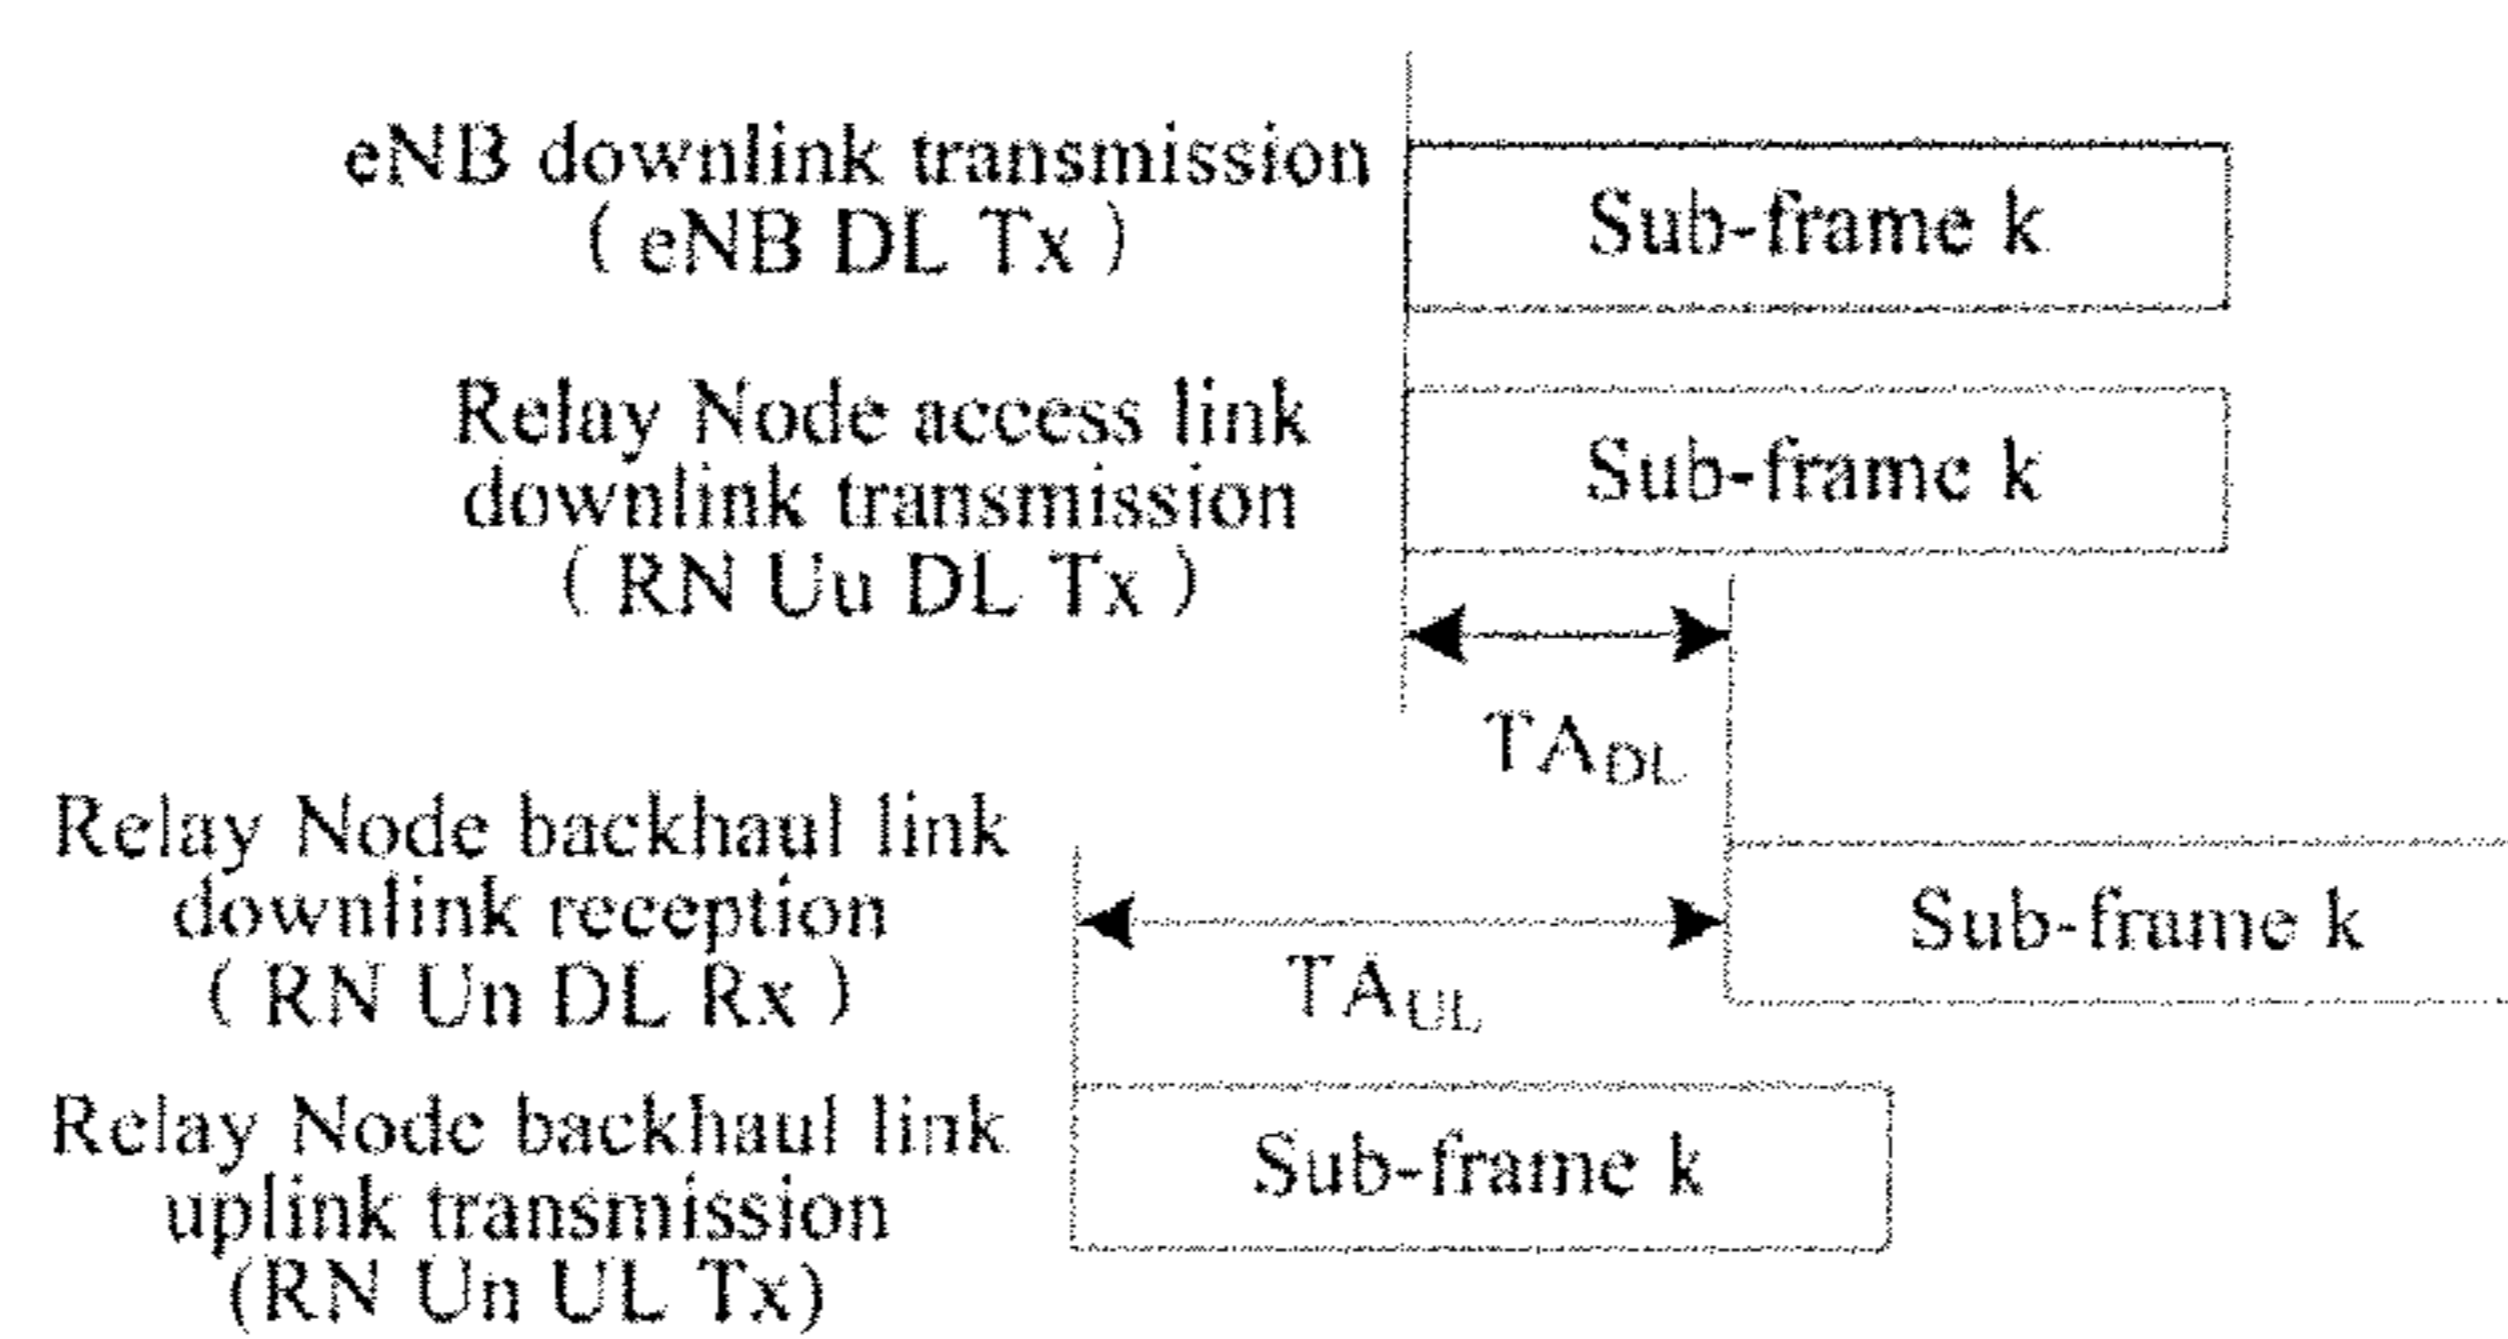 eNB downlink transmission
( eNB DL Tx )
Sub-frame k
Relay Node access link
downlink transmission
( RN Uu DL Tx )
Sub-frame k
TADL
Relay Node backhaul link
downlink reception
( RN Un DL Rx )
Sub-frame k
TAUL
Relay Node backhaul link
uplink transmission
(RN Un UL Tx)
Sub-frame k